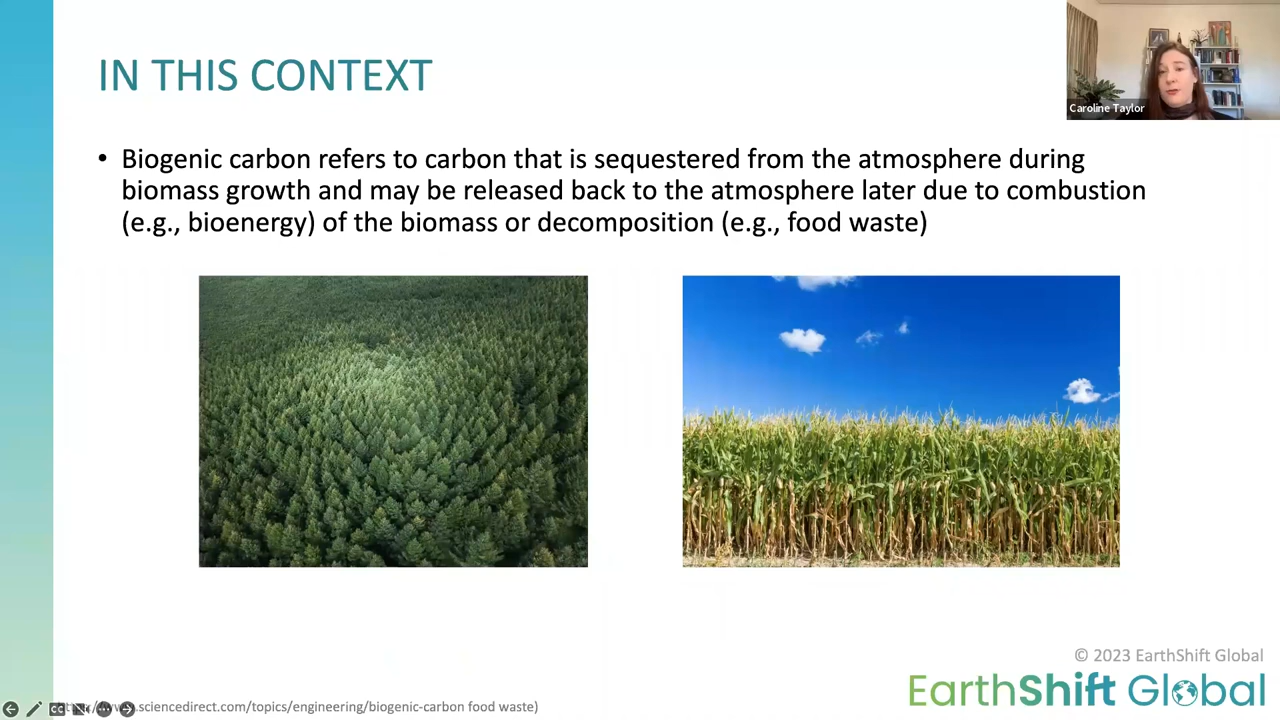 IN THIS CONTEXT
Caroline Taylor
• Biogenic carbon refers to carbon that is sequestered from the atmosphere during
biomass growth and may be released back to the atmosphere later due to combustion
(e.g., bioenergy) of the biomass or decomposition (e.g., food waste)
© 2023 EarthShift Global
EarthShift Global
.sciencedirect.com/topics/engineering/biogenic-carbon food waste)
CC